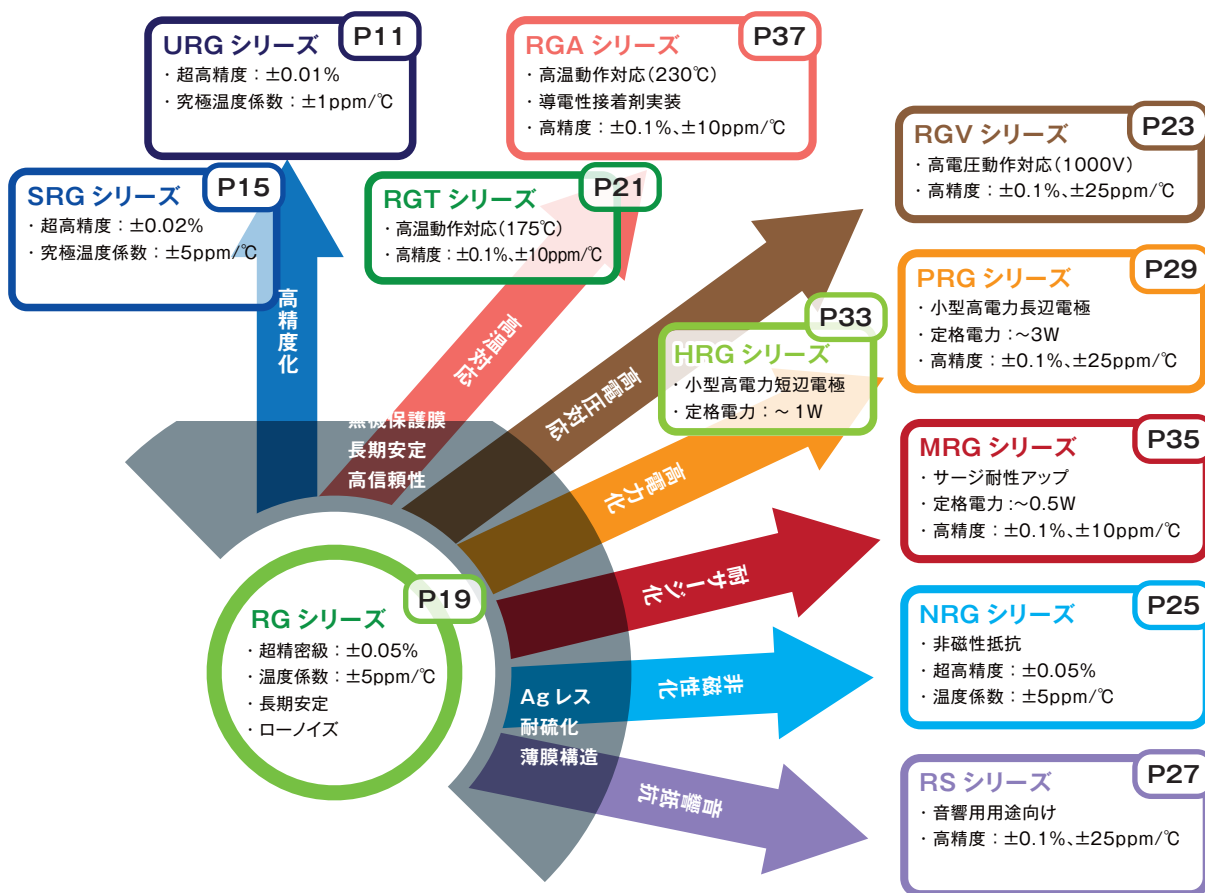 URG シリーズ
P11
・超高精度：±0.01%
・究極温度係数：±1ppm/℃
RGA シリーズ
P37
・高温動作対応(230℃)
・導電性接着剤実装
・高精度：±0.1%、±10ppm/℃
RGV シリーズ
P23
・高電圧動作対応(1000V)
・高精度：±0.1%、±25ppm/℃
SRG シリーズ
P15
・超高精度：±0.02%
・究極温度係数：±5ppm/℃
RGT シリーズ
P21
・高温動作対応(175℃)
・高精度：±0.1%、±10ppm/℃
PRG シリーズ
P29
・小型高電力長辺電極
・定格電力：～3W
・高精度：±0.1%、±25ppm/℃
HRG シリーズ
P33
・小型高電力短辺電極
・定格電力：～ 1W
高精度化
高温対応
高電圧対応
高電力化
耐サージ化
非磁性化
音響抵抗
無機保護膜
長期安定
高信頼性
MRG シリーズ
P35
・サージ耐性アップ
・定格電力：～0.5W
・高精度：±0.1%、±10ppm/℃
RG シリーズ
P19
・超精密級：±0.05%
・温度係数：±5ppm/℃
・長期安定
・ローノイズ
Ag レス
耐硫化
薄膜構造
NRG シリーズ
P25
・非磁性抵抗
・超高精度：±0.05%
・温度係数：±5ppm/℃
RS シリーズ
P27
・音響用用途向け
・高精度：±0.1%、±25ppm/℃